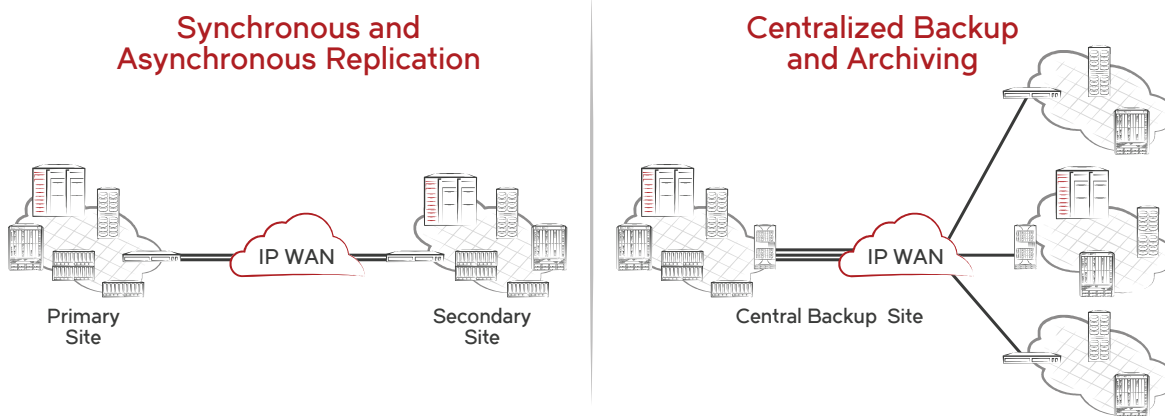 Synchronous and
Asynchronous Replication
IP WAN
Primary
Site
Secondary
Site
Centralized Backup
and Archiving
IP WAN
Central Backup Site